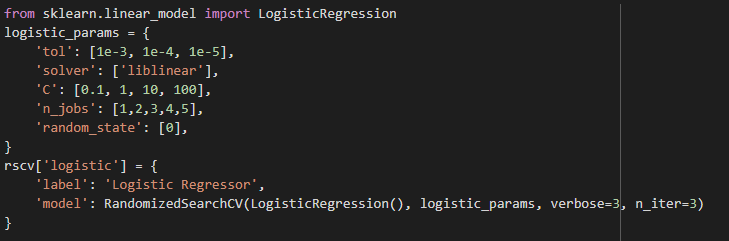 from sklearn.linear_model import LogisticRegression
logistic_params = {
    'tol': [1e-3, 1e-4, 1e-5],
    'solver': ['liblinear'],
    'C': [0.1, 1, 10, 100],
    'n_jobs': [1,2,3,4,5],
    'random_state': [0],
}
rscv['logistic'] = {
    'label': 'Logistic Regressor',
    'model': RandomizedSearchCV(LogisticRegression(), logistic_params, verbose=3, n_iter=3)
}